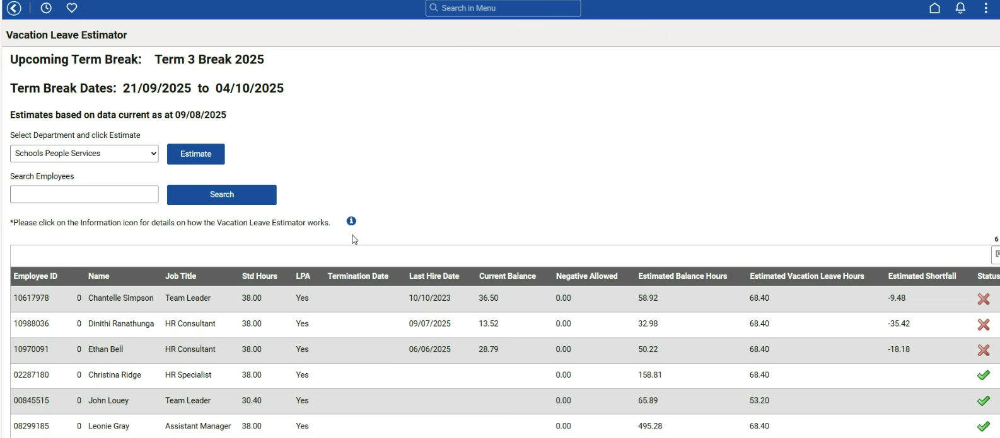 Search in Menu
Vacation Leave Estimator
Upcoming Term Break: Term 3 Break 2025
Term Break Dates: 21/09/2025 to 04/10/2025
Estimates based on data current as at 09/08/2025
Select Department and click Estimate
Schools People Services Estimate
Search Employees
Search
*Please click on the Information icon for details on how the Vacation Leave Estimator works.
6
Employee ID Name Job Title Std Hours LPA Termination Date Last Hire Date Current Balance Negative Allowed Estimated Balance Hours Estimated Vacation Leave Hours Estimated Shortfall Status
10617978 0 Chantelle Simpson Team Leader 38.00 Yes 10/10/2023 36.50 0.00 58.92 68.40 -9.48
10988036 0 Dinithi Ranathunga HR Consultant 38.00 Yes 09/07/2025 13.52 0.00 32.98 68.40 -35.42
10970091 0 Ethan Bell HR Consultant 38.00 Yes 06/06/2025 28.79 0.00 50.22 68.40 -18.18
02287180 0 Christina Ridge HR Specialist 38.00 Yes 0.00 158.81 68.40
00845515 0 John Louey Team Leader 30.40 Yes 0.00 65.89 53.20
08299185 0 Leonie Gray Assistant Manager 38.00 Yes 0.00 495.28 68.40